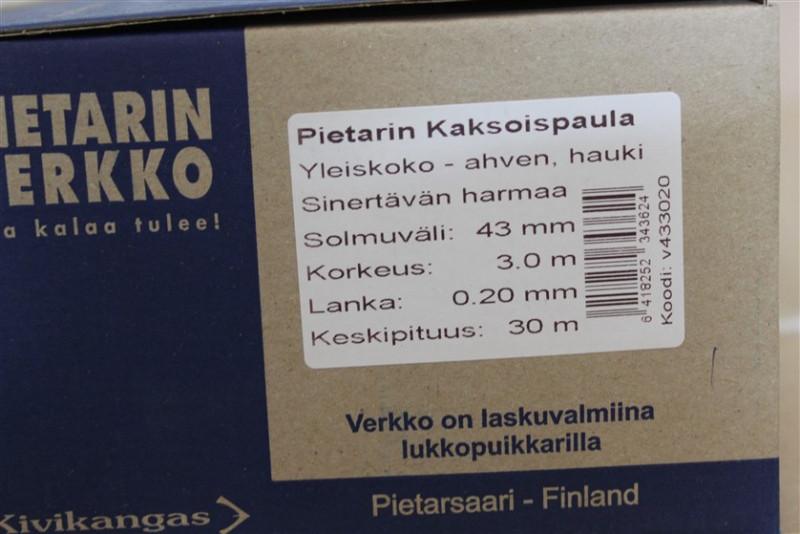 IETARIN
ERKKO
a kalaa tulee!
Pietarin Kaksoispaula
Yleiskoko - ahven, hauki
Sinertävän harmaa
Solmuväli: 43 mm
Korkeus: 3.0 m
Lanka: 0.20 mm
Keskipituus: 30 m
6 418252 343624
Koodi: v433020
Verkko on laskuvalmiina
lukkopuikkarilla
Kivikangas
Pietarsaari - Finland